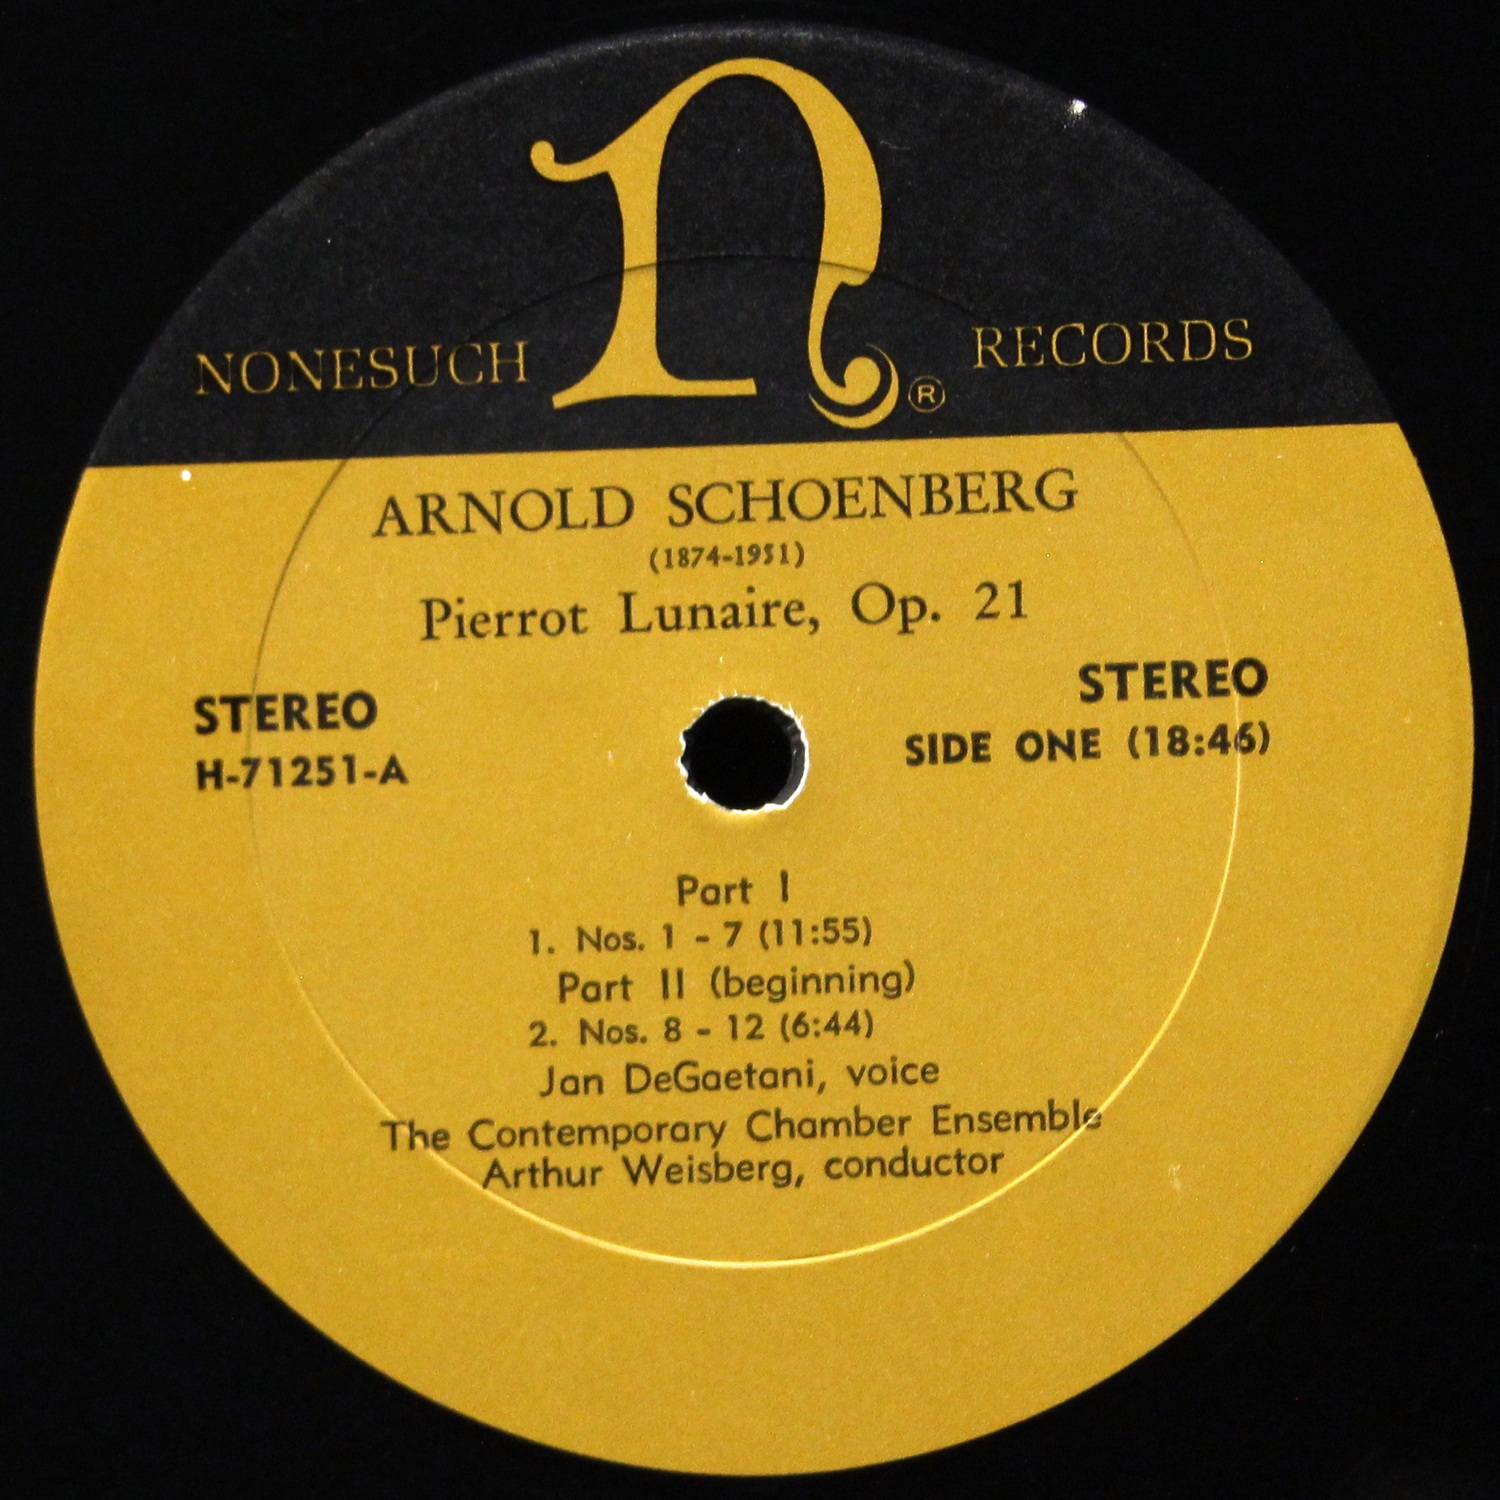 n
NONESUCH ® RECORDS
ARNOLD SCHOENBERG
(1874-1951)
Pierrot Lunaire, Op. 21
STEREO
H-71251-A
STEREO
SIDE ONE (18:46)
Part I
1. Nos. 1 - 7 (11:55)
Part II (beginning)
2. Nos. 8 - 12 (6:44)
Jan DeGaetani, voice
The Contemporary Chamber Ensemble
Arthur Weisberg, conductor